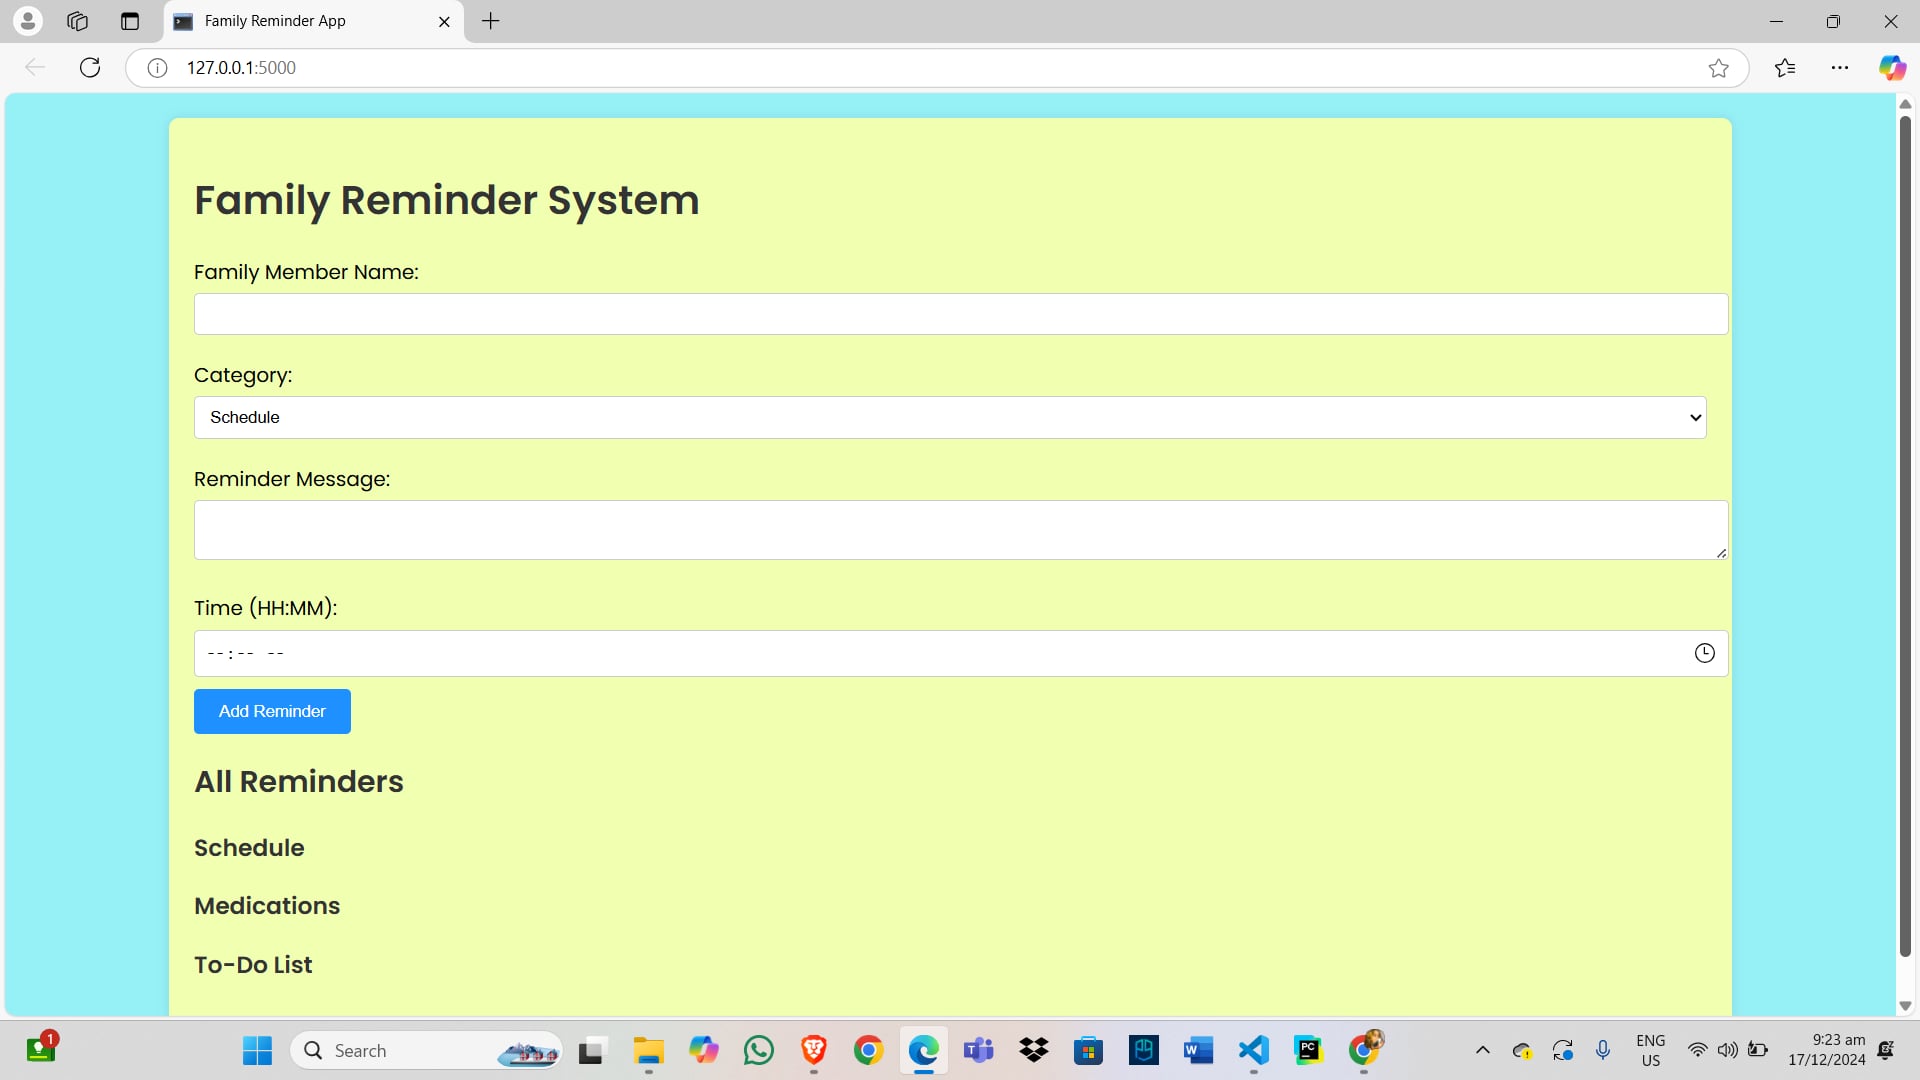 Family Reminder App
127.0.0.1:5000
Family Reminder System
Family Member Name:
Category:
Schedule
Reminder Message:
Time (HH:MM):
--:-- --
Add Reminder
All Reminders
Schedule
Medications
To-Do List
1
Search
ENG
US
9:23 am
17/12/2024